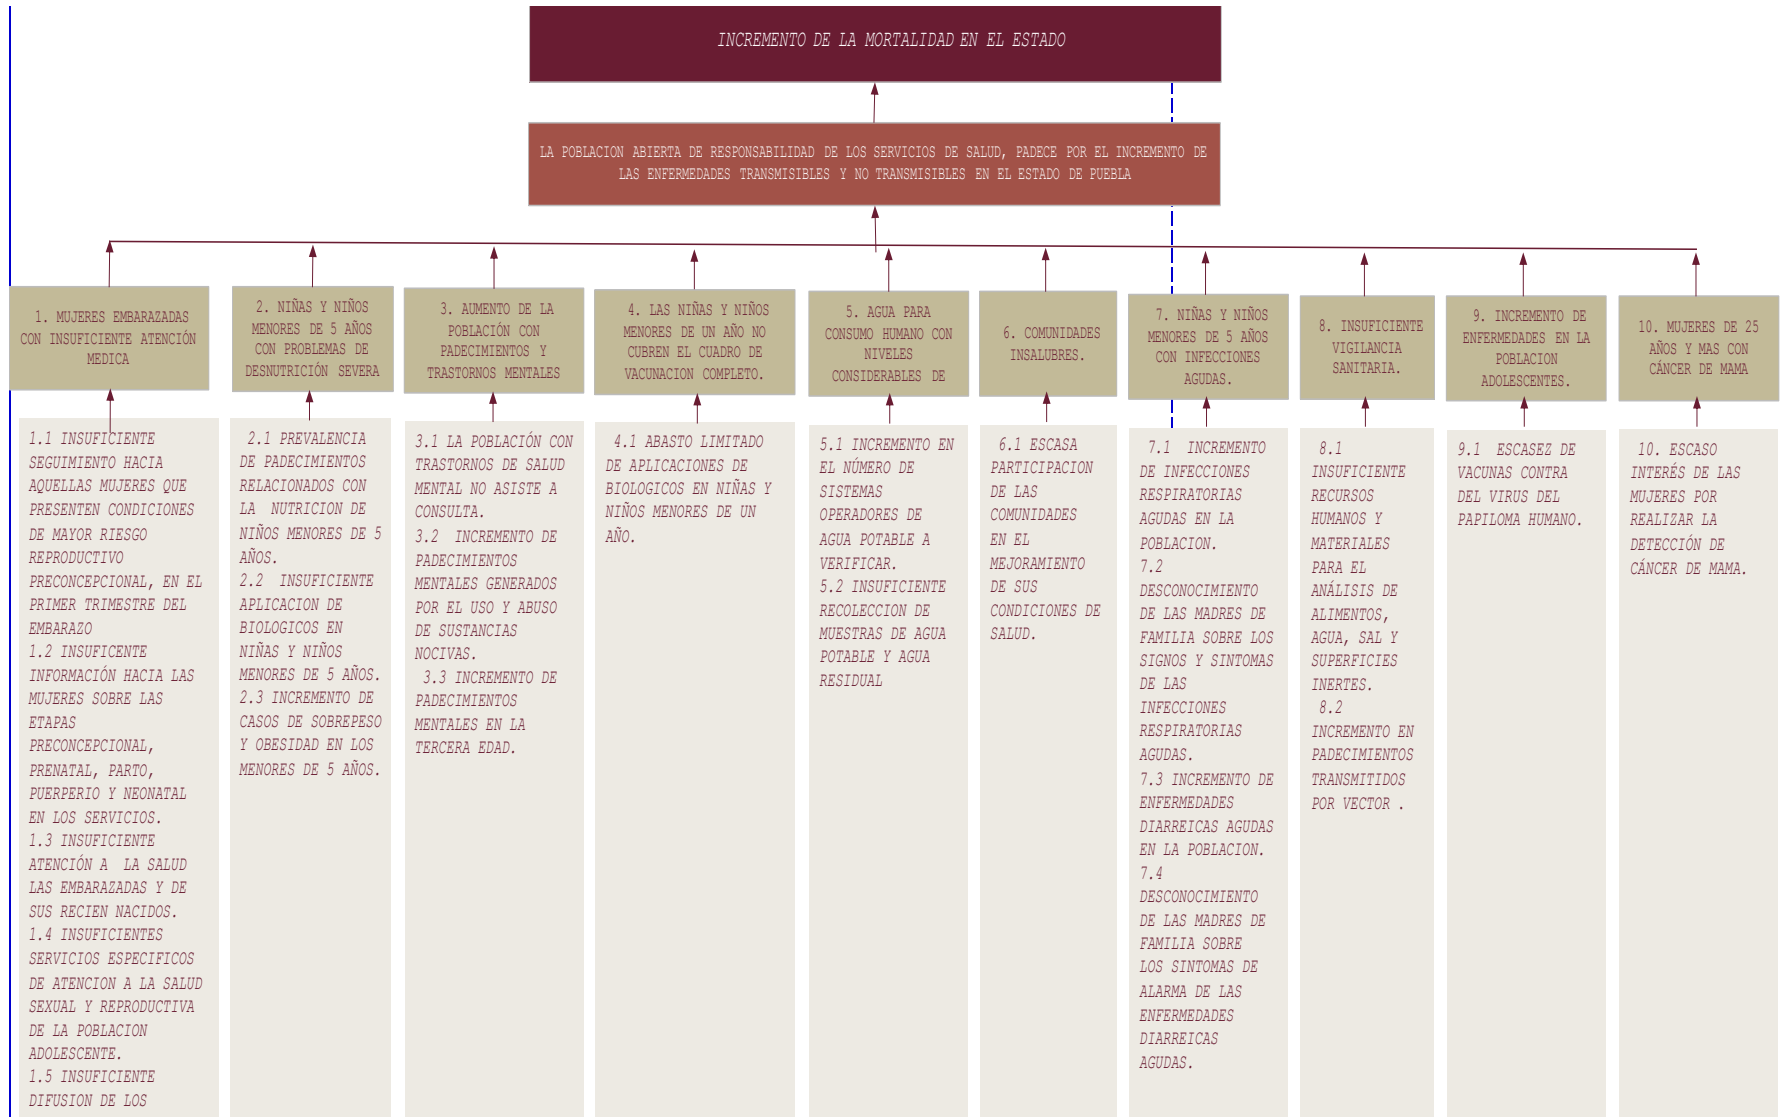 INCREMENTO DE LA MORTALIDAD EN EL ESTADO
LA POBLACION ABIERTA DE RESPONSABILIDAD DE LOS SERVICIOS DE SALUD, PADECE POR EL INCREMENTO DE
LAS ENFERMEDADES TRANSMISIBLES Y NO TRANSMISIBLES EN EL ESTADO DE PUEBLA
1. MUJERES EMBARAZADAS
CON INSUFICIENTE ATENCIÓN
MEDICA
2. NIÑAS Y NIÑOS
MENORES DE 5 AÑOS
CON PROBLEMAS DE
DESNUTRICIÓN SEVERA
3. AUMENTO DE LA
POBLACIÓN CON
PADECIMIENTOS Y
TRASTORNOS MENTALES
4. LAS NIÑAS Y NIÑOS
MENORES DE UN AÑO NO
CUBREN EL CUADRO DE
VACUNACION COMPLETO.
5. AGUA PARA
CONSUMO HUMANO CON
NIVELES
CONSIDERABLES DE
6. COMUNIDADES
INSALUBRES.
7. NIÑAS Y NIÑOS
MENORES DE 5 AÑOS
CON INFECCIONES
AGUDAS.
8. INSUFICIENTE
VIGILANCIA
SANITARIA.
9. INCREMENTO DE
ENFERMEDADES EN LA
POBLACION
ADOLESCENTES.
10. MUJERES DE 25
AÑOS Y MAS CON
CÁNCER DE MAMA
1.1 INSUFICIENTE
SEGUIMIENTO HACIA
AQUELLAS MUJERES QUE
PRESENTEN CONDICIONES
DE MAYOR RIESGO
REPRODUCTIVO
PRECONCEPCIONAL, EN EL
PRIMER TRIMESTRE DEL
EMBARAZO
1.2 INSUFICENTE
INFORMACIÓN HACIA LAS
MUJERES SOBRE LAS
ETAPAS
PRECONCEPCIONAL,
PRENATAL, PARTO,
PUERPERIO Y NEONATAL
EN LOS SERVICIOS.
1.3 INSUFICIENTE
ATENCIÓN A LA SALUD
LAS EMBARAZADAS Y DE
SUS RECIEN NACIDOS.
1.4 INSUFICIENTES
SERVICIOS ESPECIFICOS
DE ATENCION A LA SALUD
SEXUAL Y REPRODUCTIVA
DE LA POBLACION
ADOLESCENTE.
1.5 INSUFICIENTE
DIFUSION DE LOS
2.1 PREVALENCIA
DE PADECIMIENTOS
RELACIONADOS CON
LA NUTRICION DE
NIÑOS MENORES DE 5
AÑOS.
2.2 INSUFICIENTE
APLICACION DE
BIOLOGICOS EN
NIÑAS Y NIÑOS
MENORES DE 5 AÑOS.
2.3 INCREMENTO DE
CASOS DE SOBREPESO
Y OBESIDAD EN LOS
MENORES DE 5 AÑOS.
3.1 LA POBLACIÓN CON
TRASTORNOS DE SALUD
MENTAL NO ASISTE A
CONSULTA.
3.2 INCREMENTO DE
PADECIMIENTOS
MENTALES GENERADOS
POR EL USO Y ABUSO
DE SUSTANCIAS
NOCIVAS.
3.3 INCREMENTO DE
PADECIMIENTOS
MENTALES EN LA
TERCERA EDAD.
4.1 ABASTO LIMITADO
DE APLICACIONES DE
BIOLOGICOS EN NIÑAS Y
NIÑOS MENORES DE UN
AÑO.
5.1 INCREMENTO EN
EL NÚMERO DE
SISTEMAS
OPERADORES DE
AGUA POTABLE A
VERIFICAR.
5.2 INSUFICIENTE
RECOLECCION DE
MUESTRAS DE AGUA
POTABLE Y AGUA
RESIDUAL
6.1 ESCASA
PARTICIPACION
DE LAS
COMUNIDADES
EN EL
MEJORAMIENTO
DE SUS
CONDICIONES DE
SALUD.
7.1 INCREMENTO
DE INFECCIONES
RESPIRATORIAS
AGUDAS EN LA
POBLACION.
7.2
DESCONOCIMIENTO
DE LAS MADRES DE
FAMILIA SOBRE LOS
SIGNOS Y SINTOMAS
DE LAS
INFECCIONES
RESPIRATORIAS
AGUDAS.
7.3 INCREMENTO DE
ENFERMEDADES
DIARREICAS AGUDAS
EN LA POBLACION.
7.4
DESCONOCIMIENTO
DE LAS MADRES DE
FAMILIA SOBRE
LOS SINTOMAS DE
ALARMA DE LAS
ENFERMEDADES
DIARREICAS
AGUDAS.
8.1
INSUFICIENTE
RECURSOS
HUMANOS Y
MATERIALES
PARA EL
ANÁLISIS DE
ALIMENTOS,
AGUA, SAL Y
SUPERFICIES
INERTES.
8.2
INCREMENTO EN
PADECIMIENTOS
TRANSMITIDOS
POR VECTOR .
9.1 ESCASEZ DE
VACUNAS CONTRA
DEL VIRUS DEL
PAPILOMA HUMANO.
10. ESCASO
INTERÉS DE LAS
MUJERES POR
REALIZAR LA
DETECCIÓN DE
CÁNCER DE MAMA.